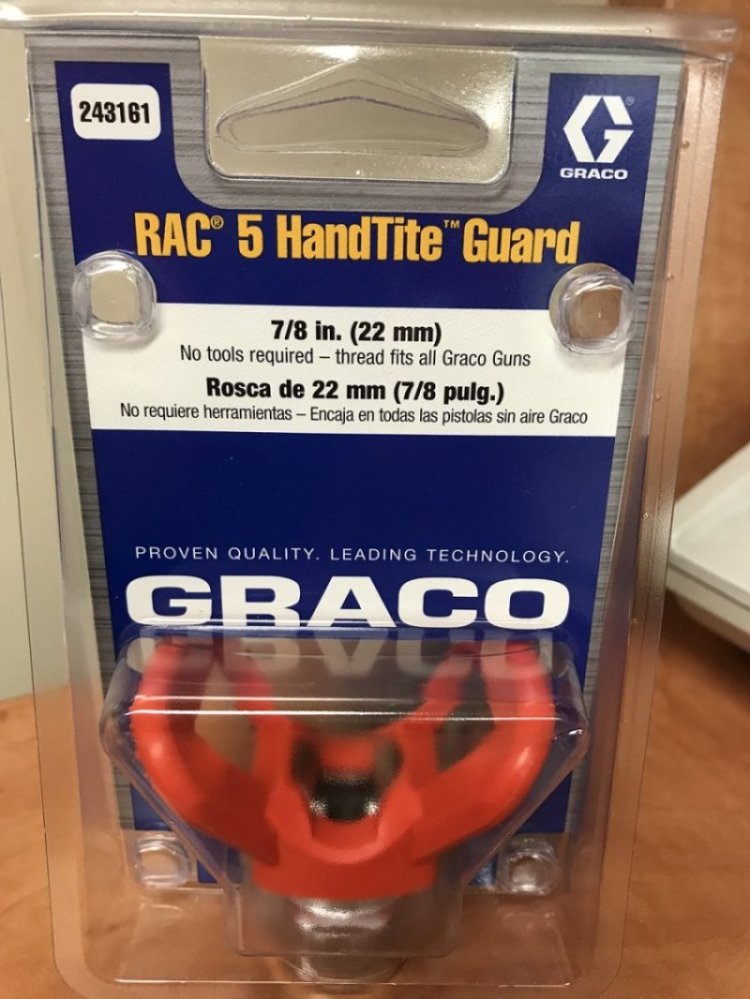 243161
GRACO
RAC® 5 HandTite™ Guard
7/8 in. (22 mm)
No tools required – thread fits all Graco Guns
Rosca de 22 mm (7/8 pulg.)
No requiere herramientas – Encaja en todas las pistolas sin aire Graco
PROVEN QUALITY. LEADING TECHNOLOGY.
GRACO